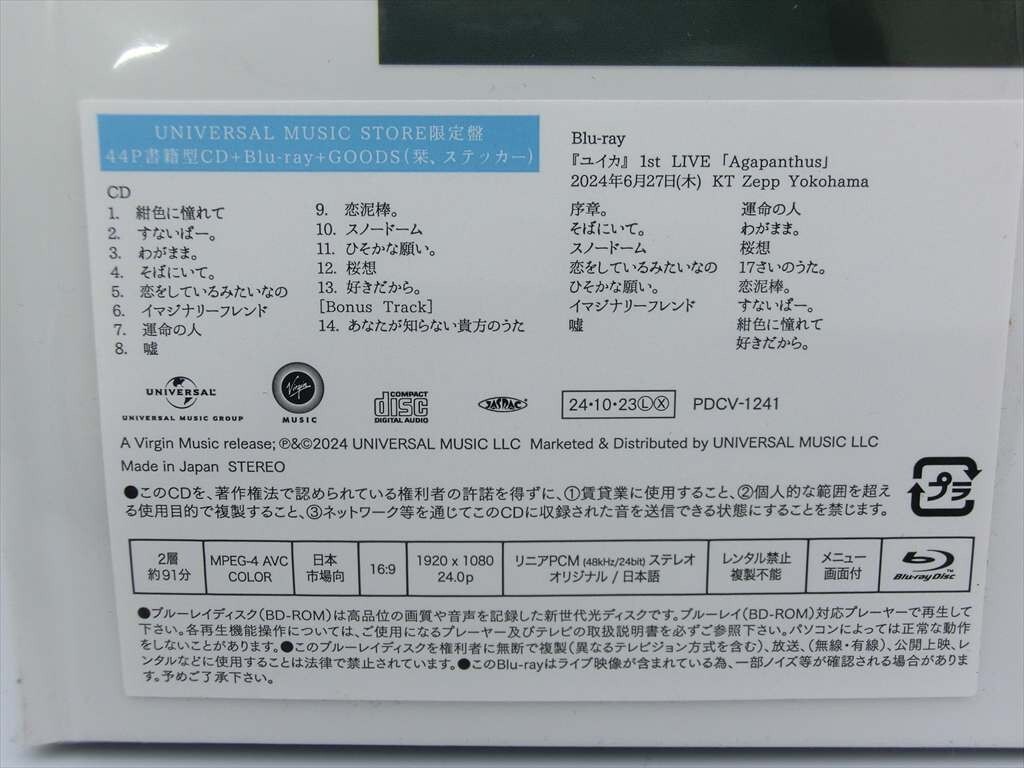 UNIVERSAL MUSIC STORE限定盤
44P書籍型CD+Blu-ray+GOODS(栞、ステッカー)
CD
1. 紺色に憧れて
2. すないぱー。
3. わがまま。
4. そばにいて。
5. 恋をしているみたいなの
6. イマジナリーフレンド
7. 運命の人
8. 嘘
9. 恋泥棒。
10. スノードーム
11. ひそかな願い。
12. 桜想
13. 好きだから。
[Bonus Track]
14. あなたが知らない貴方のうた
Blu-ray
『ユイカ』 1st LIVE 「Agapanthus」
2024年6月27日(木) KT Zepp Yokohama
序章。
そばにいて。
スノードーム
恋をしているみたいなの
ひそかな願い。
イマジナリーフレンド
嘘
運命の人
わがまま。
桜想
17さいのうた。
恋泥棒。
すないぱー。
紺色に憧れて
好きだから。
UNIVERSAL
UNIVERSAL MUSIC GROUP
Virgin
MUSIC
COMPACT
disc
DIGITAL AUDIO
JASRAC
24・10・23ⓁⓍ
PDCV-1241
A Virgin Music release; ℗&©2024 UNIVERSAL MUSIC LLC Marketed & Distributed by UNIVERSAL MUSIC LLC
Made in Japan STEREO
●このCDを、著作権法で認められている権利者の許諾を得ずに、①賃貸業に使用すること、②個人的な範囲を超え
る使用目的で複製すること、③ネットワーク等を通じてこのCDに収録された音を送信できる状態にすることを禁じます。
プラ
2層
約91分
MPEG-4 AVC
COLOR
日本
市場向
16:9
1920 x 1080
24.0p
リニアPCM (48kHz/24bit) ステレオ
オリジナル / 日本語
レンタル禁止
複製不能
メニュー
画面付
Blu-ray Disc™
●ブルーレイディスク(BD-ROM)は高品位の画質や音声を記録した新世代光ディスクです。ブルーレイ(BD-ROM)対応プレーヤーで再生して
下さい。各再生機能操作については、ご使用になるプレーヤー及びテレビの取扱説明書を必ずご参照下さい。パソコンによっては正常な動作
をしないことがあります。●このブルーレイディスクを権利者に無断で複製(異なるテレビジョン方式を含む)、放送、(無線・有線)、公開上映、レ
ンタルなどに使用することは法律で禁止されています。●このBlu-rayはライブ映像が含まれている為、一部ノイズ等が確認される場合がありま
す。予めご了承下さい。